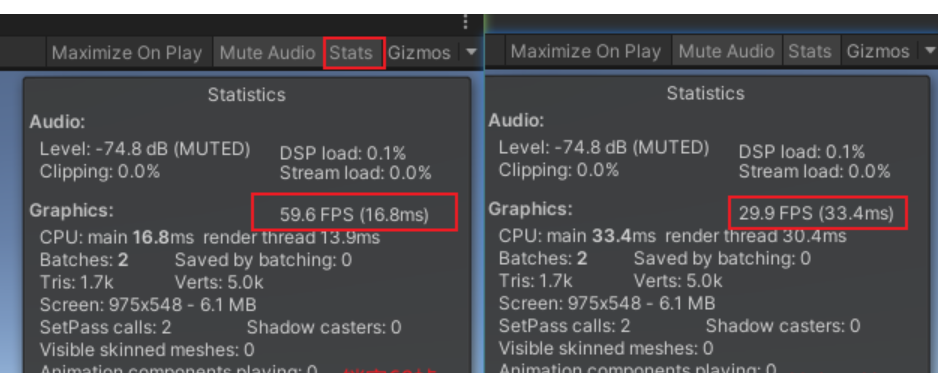 Maximize On Play Mute Audio Stats Gizmos
Statistics
Audio:
Level: -74.8 dB (MUTED) DSP load: 0.1%
Clipping: 0.0% Stream load: 0.0%
Graphics: 59.6 FPS (16.8ms)
CPU: main 16.8ms render thread 13.9ms
Batches: 2 Saved by batching: 0
Tris: 1.7k Verts: 5.0k
Screen: 975x548 - 6.1 MB
SetPass calls: 2 Shadow casters: 0
Visible skinned meshes: 0
Animation components playing: 0
Maximize On Play Mute Audio Stats Gizmos
Statistics
Audio:
Level: -74.8 dB (MUTED) DSP load: 0.1%
Clipping: 0.0% Stream load: 0.0%
Graphics: 29.9 FPS (33.4ms)
CPU: main 33.4ms render thread 30.4ms
Batches: 2 Saved by batching: 0
Tris: 1.7k Verts: 5.0k
Screen: 975x548 - 6.1 MB
SetPass calls: 2 Shadow casters: 0
Visible skinned meshes: 0
Animation components playing: 0